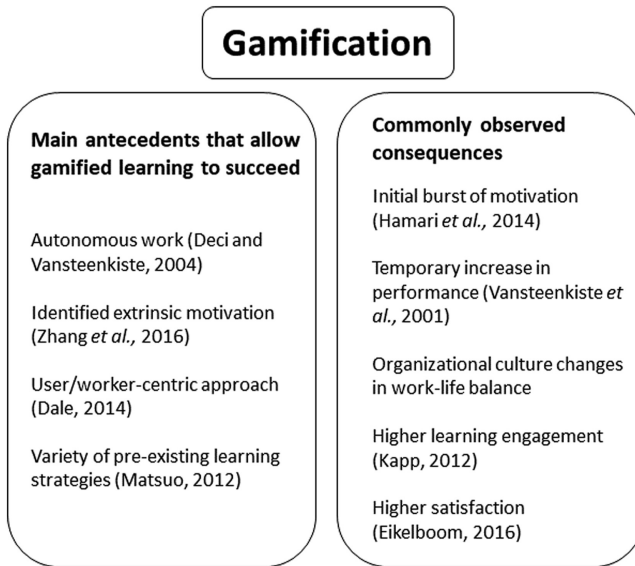 Gamification
Main antecedents that allow
gamified learning to succeed
Autonomous work (Deci and
Vansteenkiste, 2004)
Identified extrinsic motivation
(Zhang et al., 2016)
User/worker-centric approach
(Dale, 2014)
Variety of pre-existing learning
strategies (Matsuo, 2012)
Commonly observed
consequences
Initial burst of motivation
(Hamari et al., 2014)
Temporary increase in
performance (Vansteenkiste et
al., 2001)
Organizational culture changes
in work-life balance
Higher learning engagement
(Kapp, 2012)
Higher satisfaction
(Eikelboom, 2016)